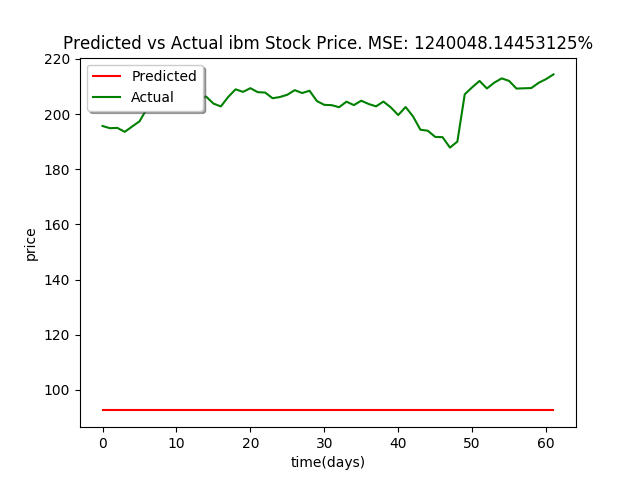 Predicted vs Actual ibm Stock Price. MSE: 1240048.14453125%
220
Predicted
Actual
200
180
160
price
140
120
100
0 10 20 30 40 50 60
time(days)